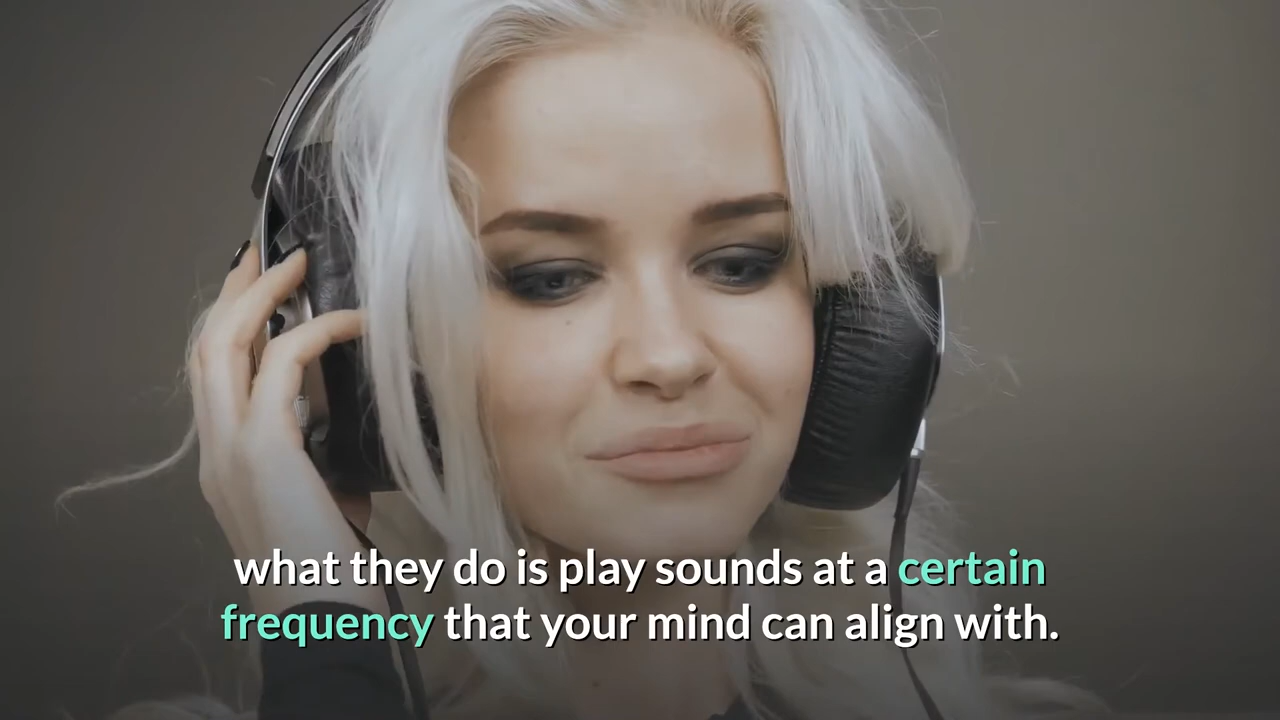 what they do is play sounds at a certain
frequency that your mind can align with.